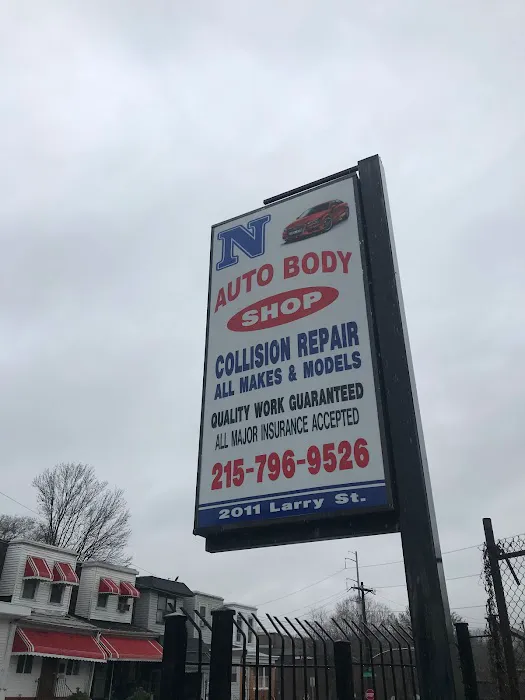 N
AUTO BODY
SHOP
COLLISION REPAIR
ALL MAKES & MODELS
QUALITY WORK GUARANTEED
ALL MAJOR INSURANCE ACCEPTED
215-796-9526
2011 Larry St.